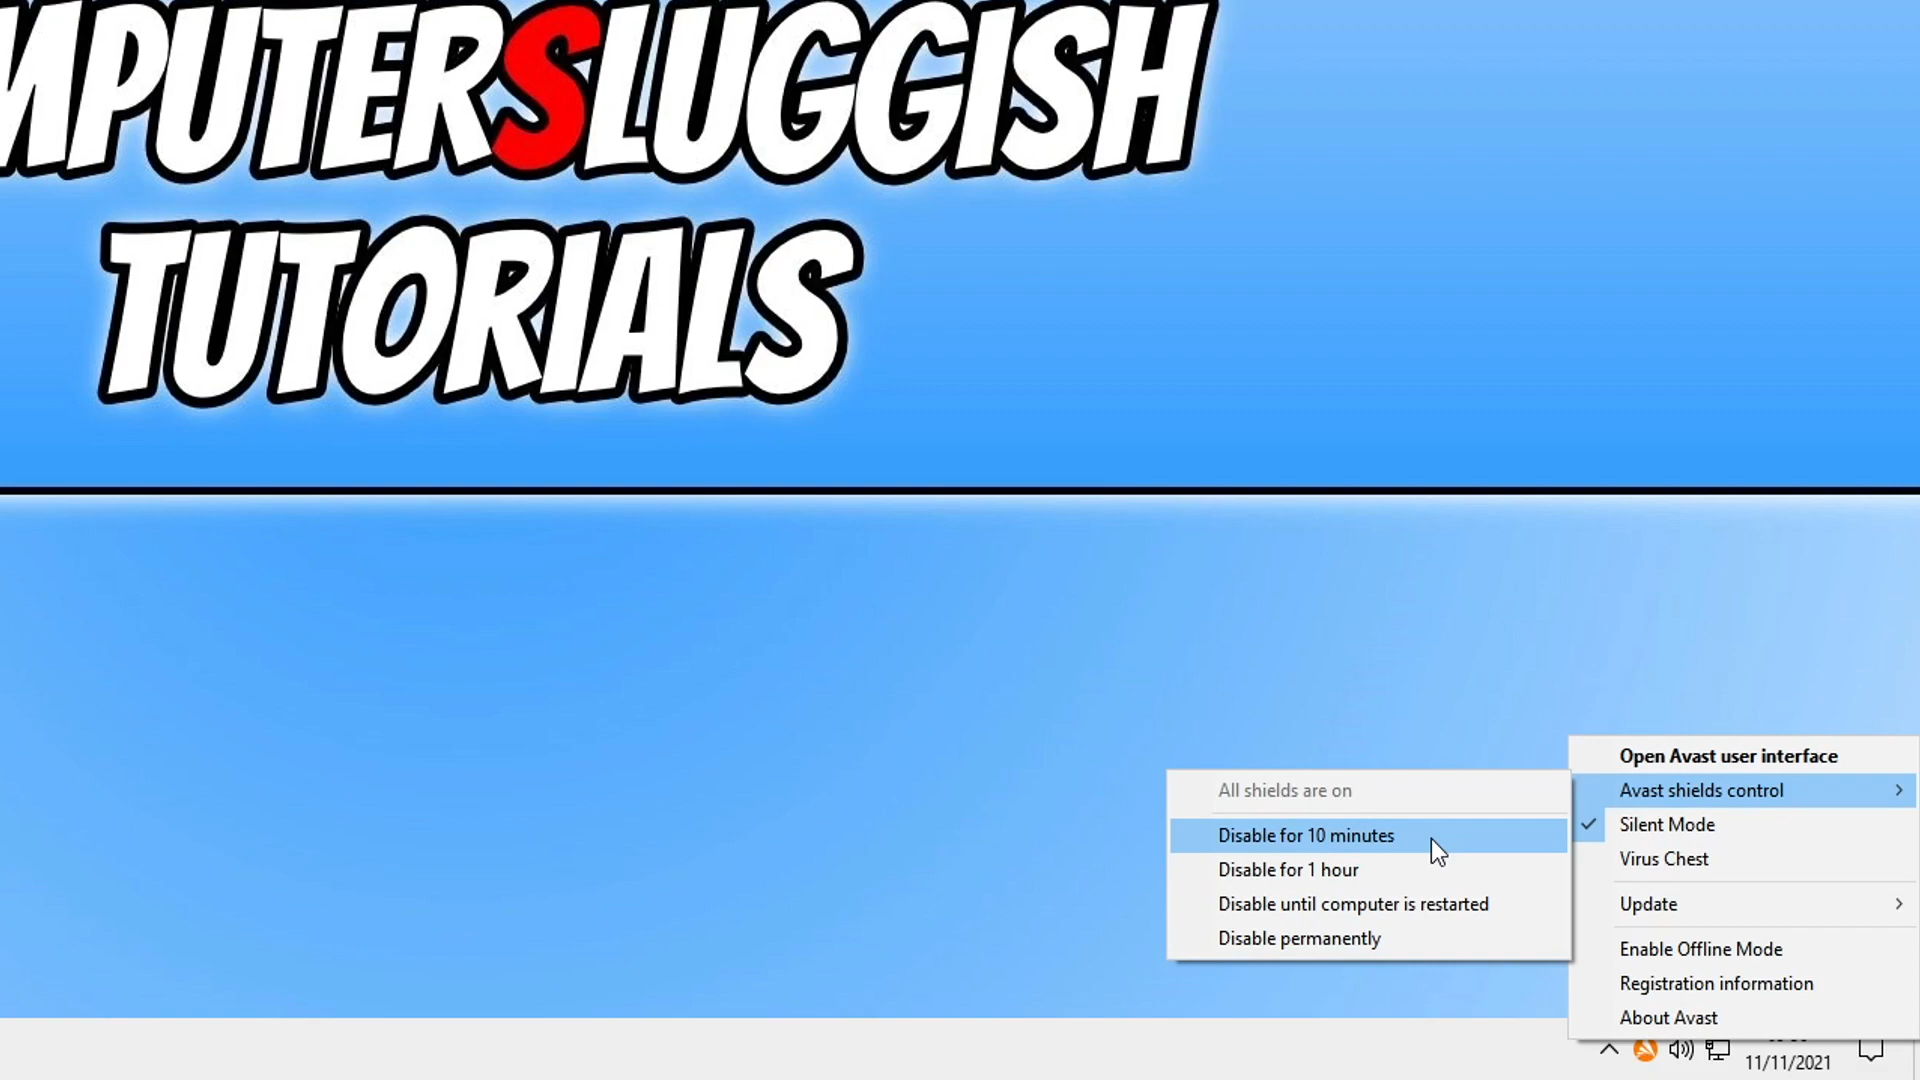 MPUTERSLUGGISH
TUTORIALS
Open Avast user interface
Avast shields control
Silent Mode
Virus Chest
Update
Enable Offline Mode
Registration information
About Avast
All shields are on
Disable for 10 minutes
Disable for 1 hour
Disable until computer is restarted
Disable permanently
11/11/2021